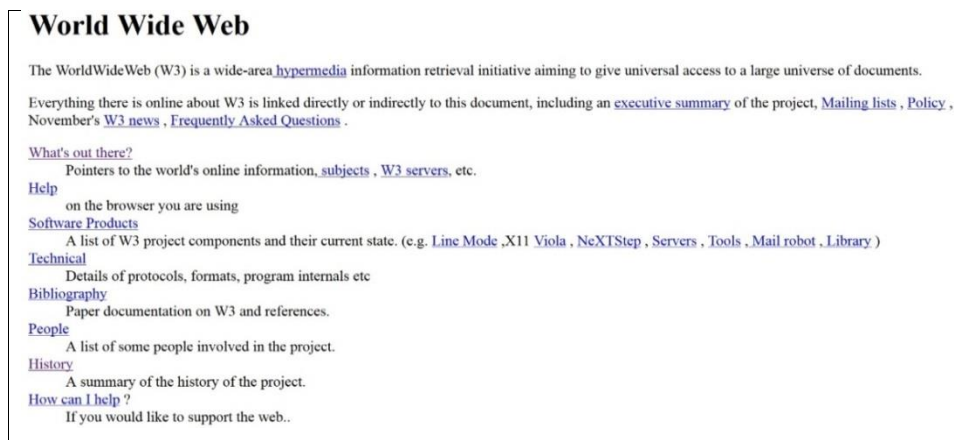 World Wide Web
The WorldWideWeb (W3) is a wide-area hypermedia information retrieval initiative aiming to give universal access to a large universe of documents.
Everything there is online about W3 is linked directly or indirectly to this document, including an executive summary of the project, Mailing lists , Policy ,
November's W3 news , Frequently Asked Questions .
What's out there?
Pointers to the world's online information, subjects , W3 servers, etc.
Help
on the browser you are using
Software Products
A list of W3 project components and their current state. (e.g. Line Mode ,X11 Viola , NeXTStep , Servers , Tools , Mail robot , Library )
Technical
Details of protocols, formats, program internals etc
Bibliography
Paper documentation on W3 and references.
People
A list of some people involved in the project.
History
A summary of the history of the project.
How can I help ?
If you would like to support the web..